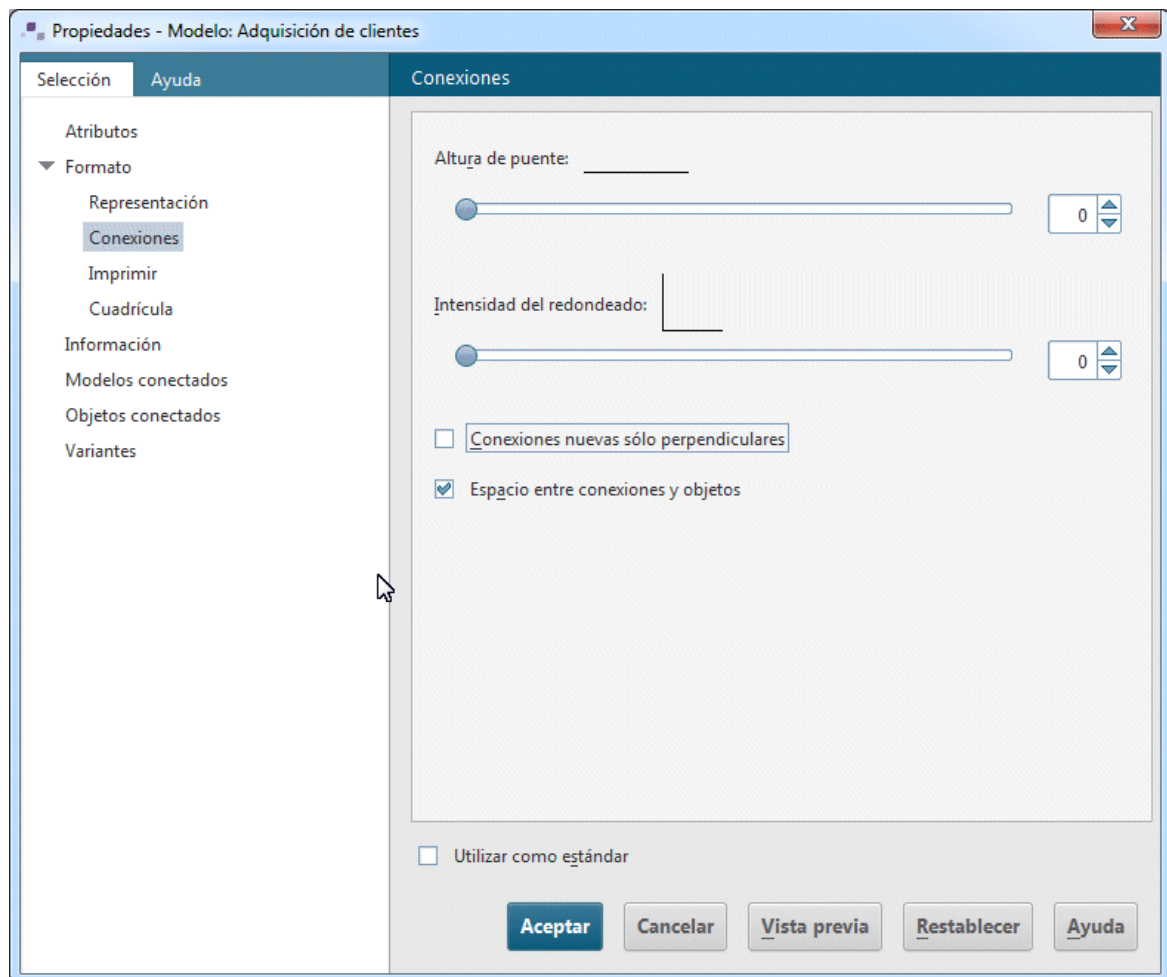 Propiedades - Modelo: Adquisición de clientes
Selección Ayuda
Conexiones
Atributos
Formato
Representación
Conexiones
Imprimir
Cuadrícula
Información
Modelos conectados
Objetos conectados
Variantes
Altura de puente:
0
Intensidad del redondeado:
0
Conexiones nuevas sólo perpendiculares
Espacio entre conexiones y objetos
Utilizar como estándar
Aceptar Cancelar Vista previa Restablecer Ayuda